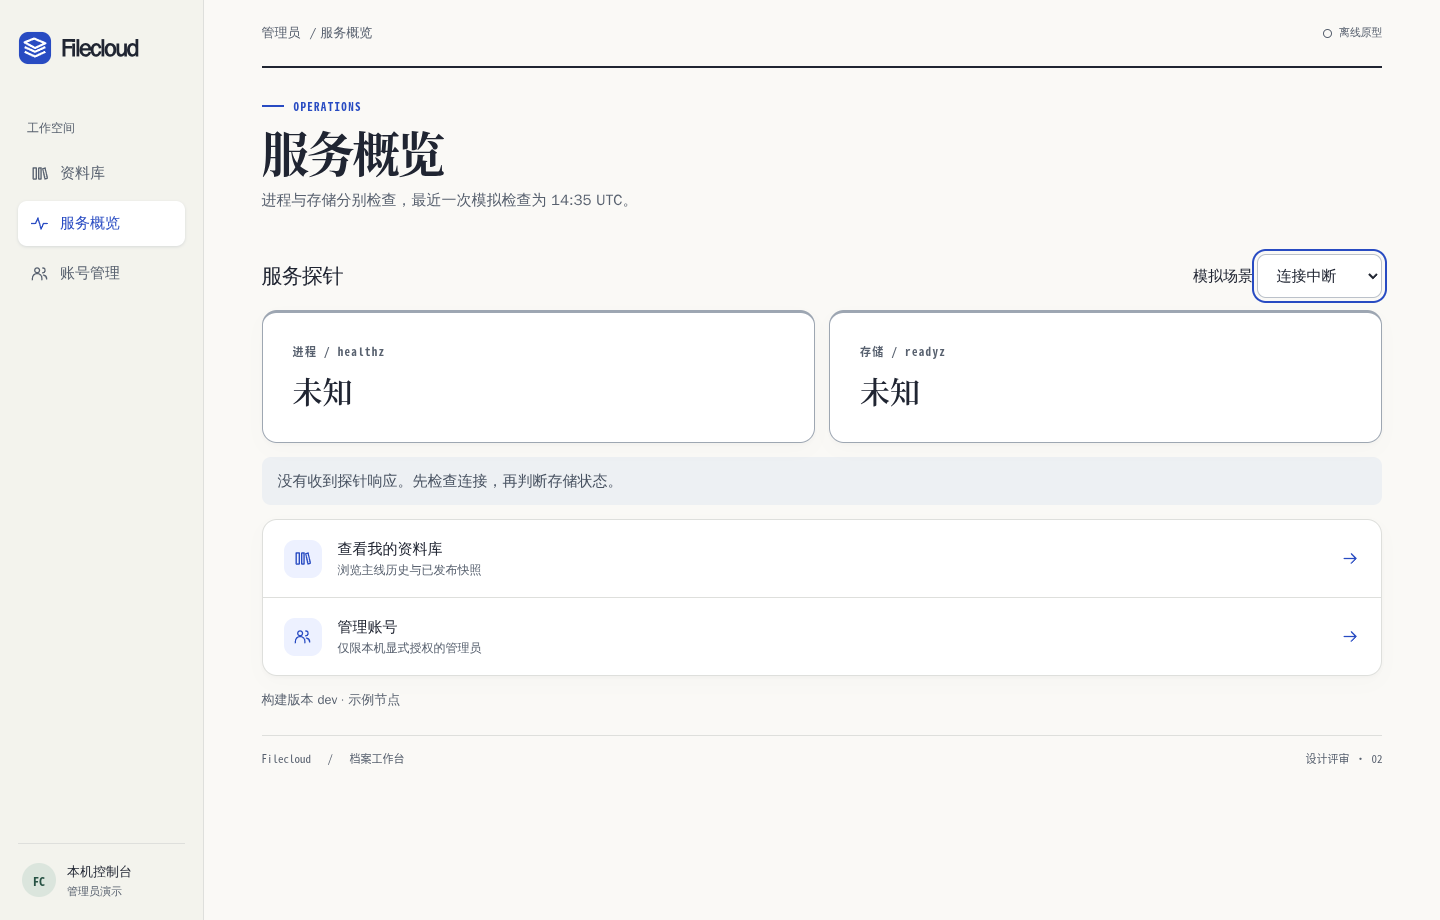 Filecloud
工作空间
资料库
服务概览
账号管理
本机控制台
FC
管理员演示
管理员 / 服务概览
离线原型
OPERATIONS
服务概览
进程与存储分别检查，最近一次模拟检查为 14:35 UTC。
服务探针
模拟场景
连接中断
进程 / healthz
未知
存储 / readyz
未知
没有收到探针响应。先检查连接，再判断存储状态。
查看我的资料库
浏览主线历史与已发布快照
管理账号
仅限本机显式授权的管理员
构建版本 dev · 示例节点
Filecloud / 档案工作台
设计评审 · 02